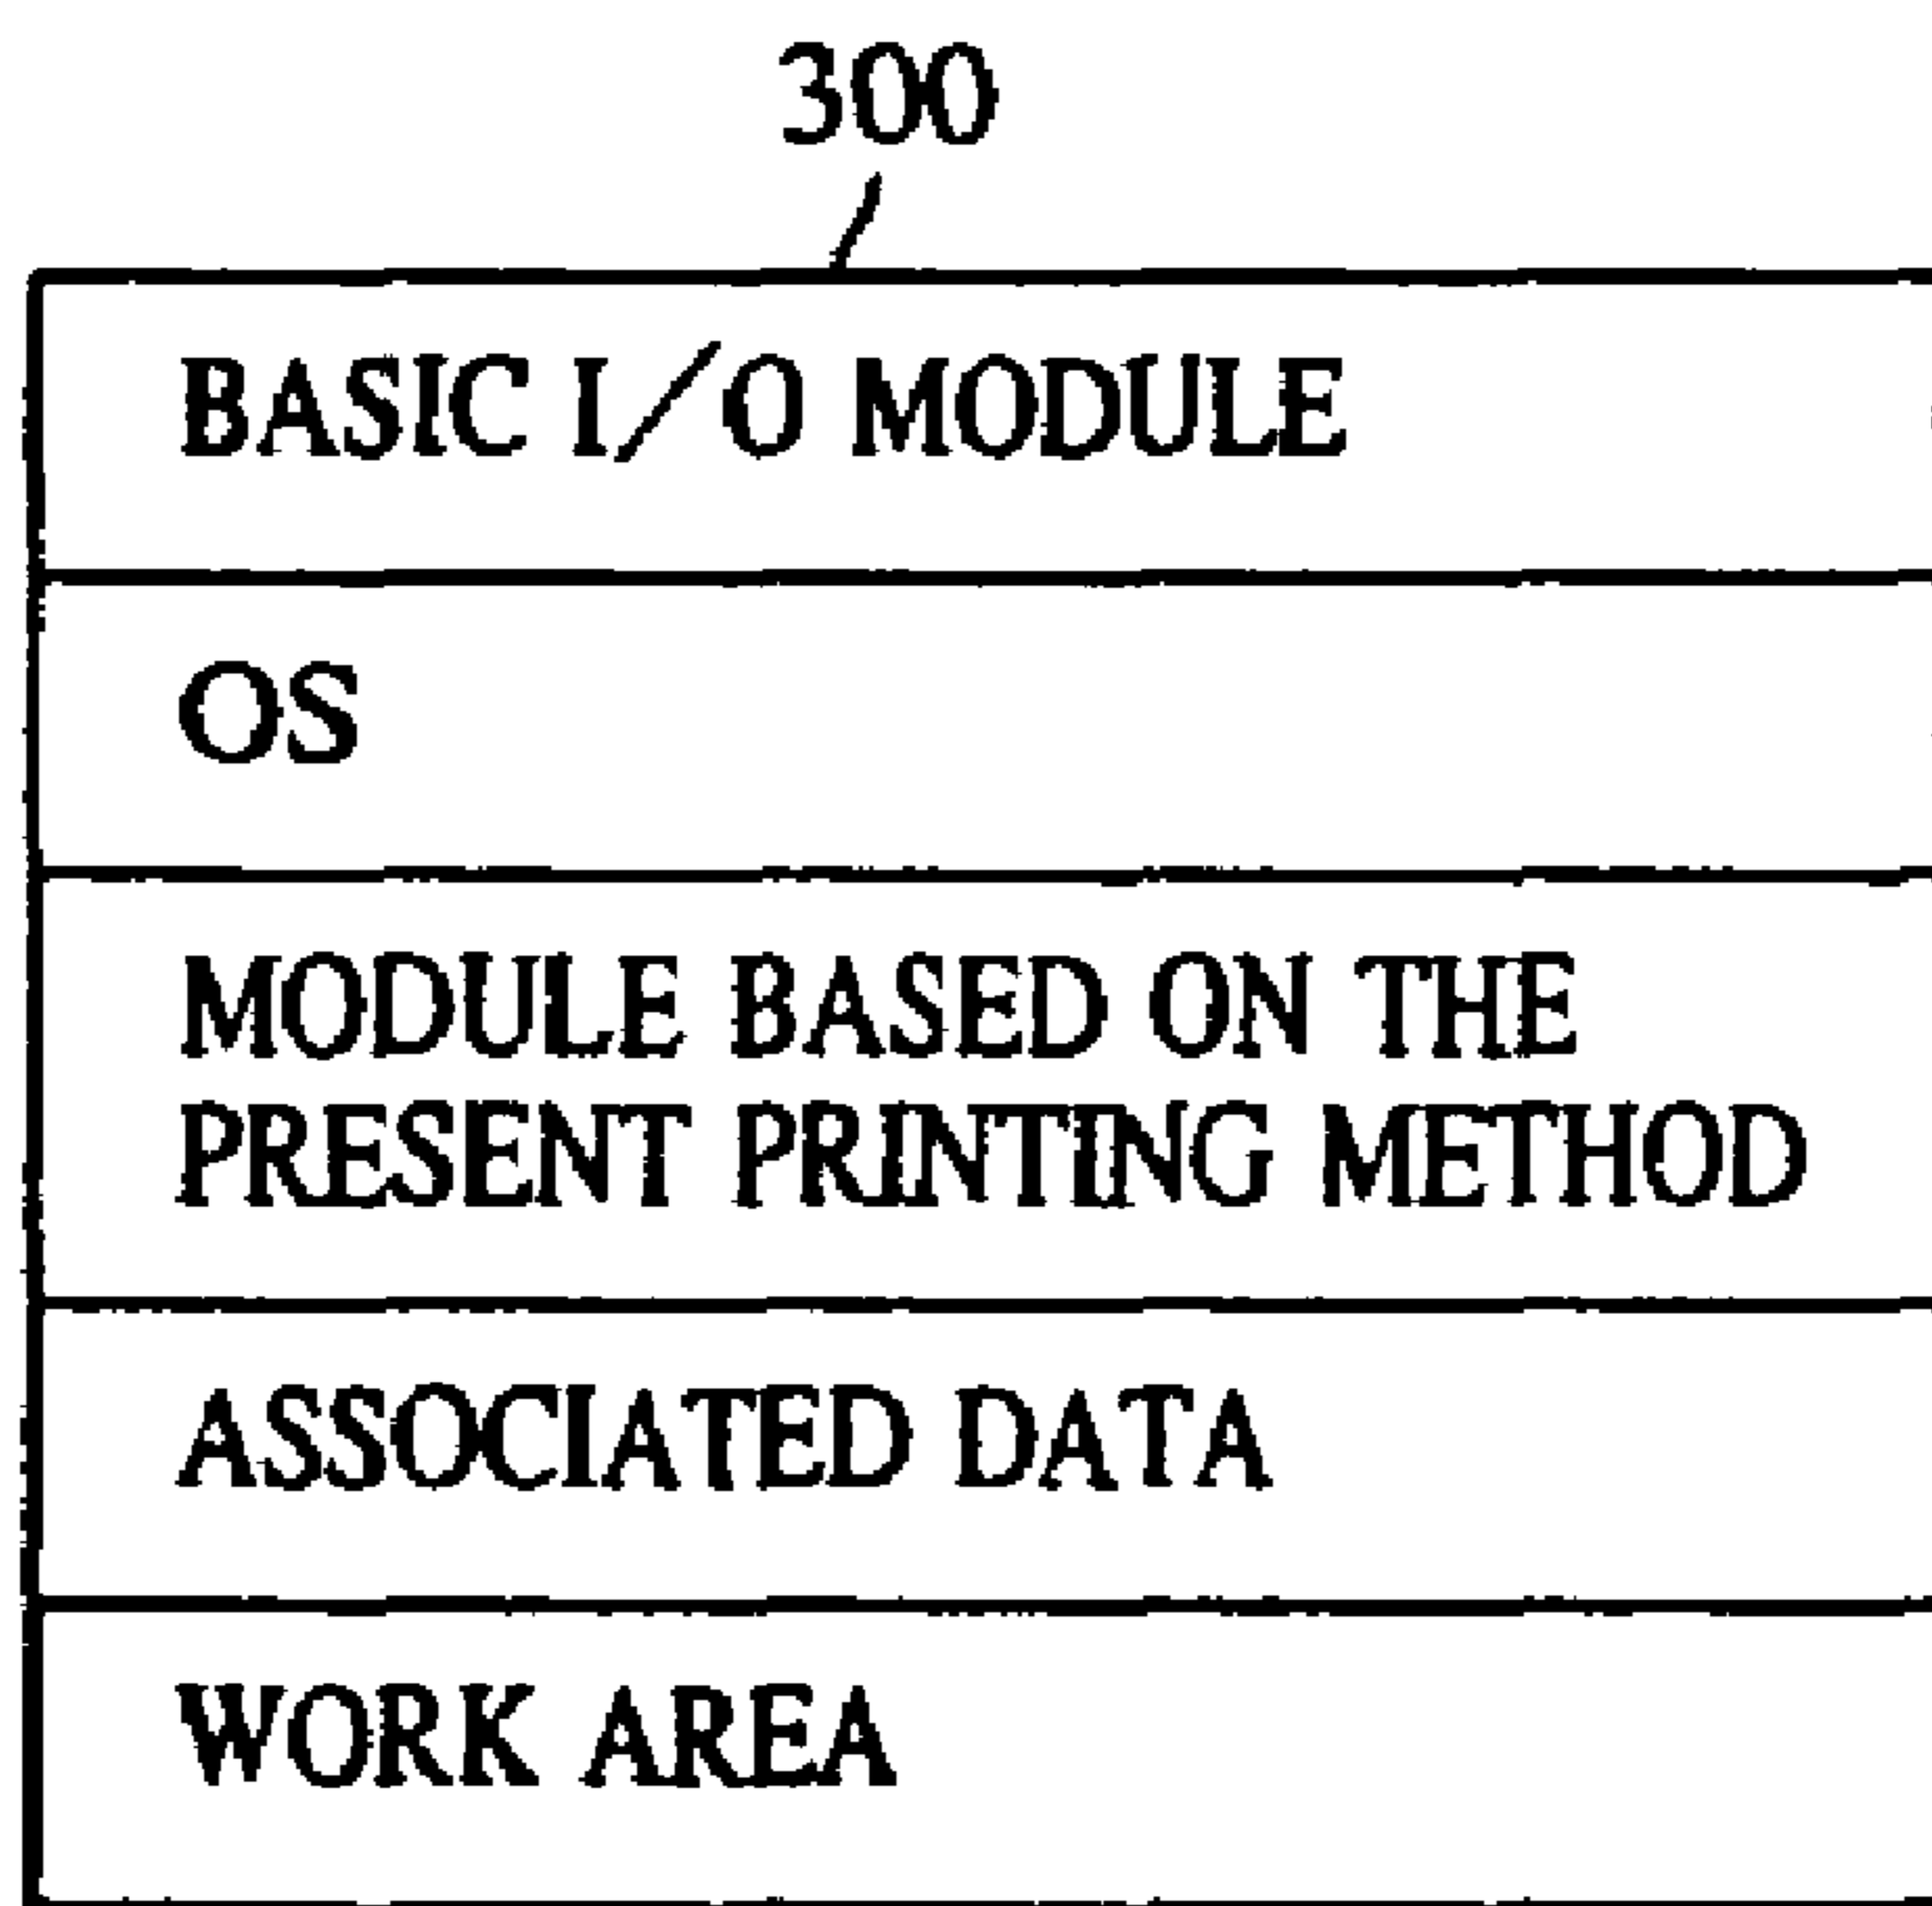 300
BASIC I/O MODULE
OS
MODULE BASED ON THE
PRESENT PRINTING METHOD
ASSOCIATED DATA
WORK AREA